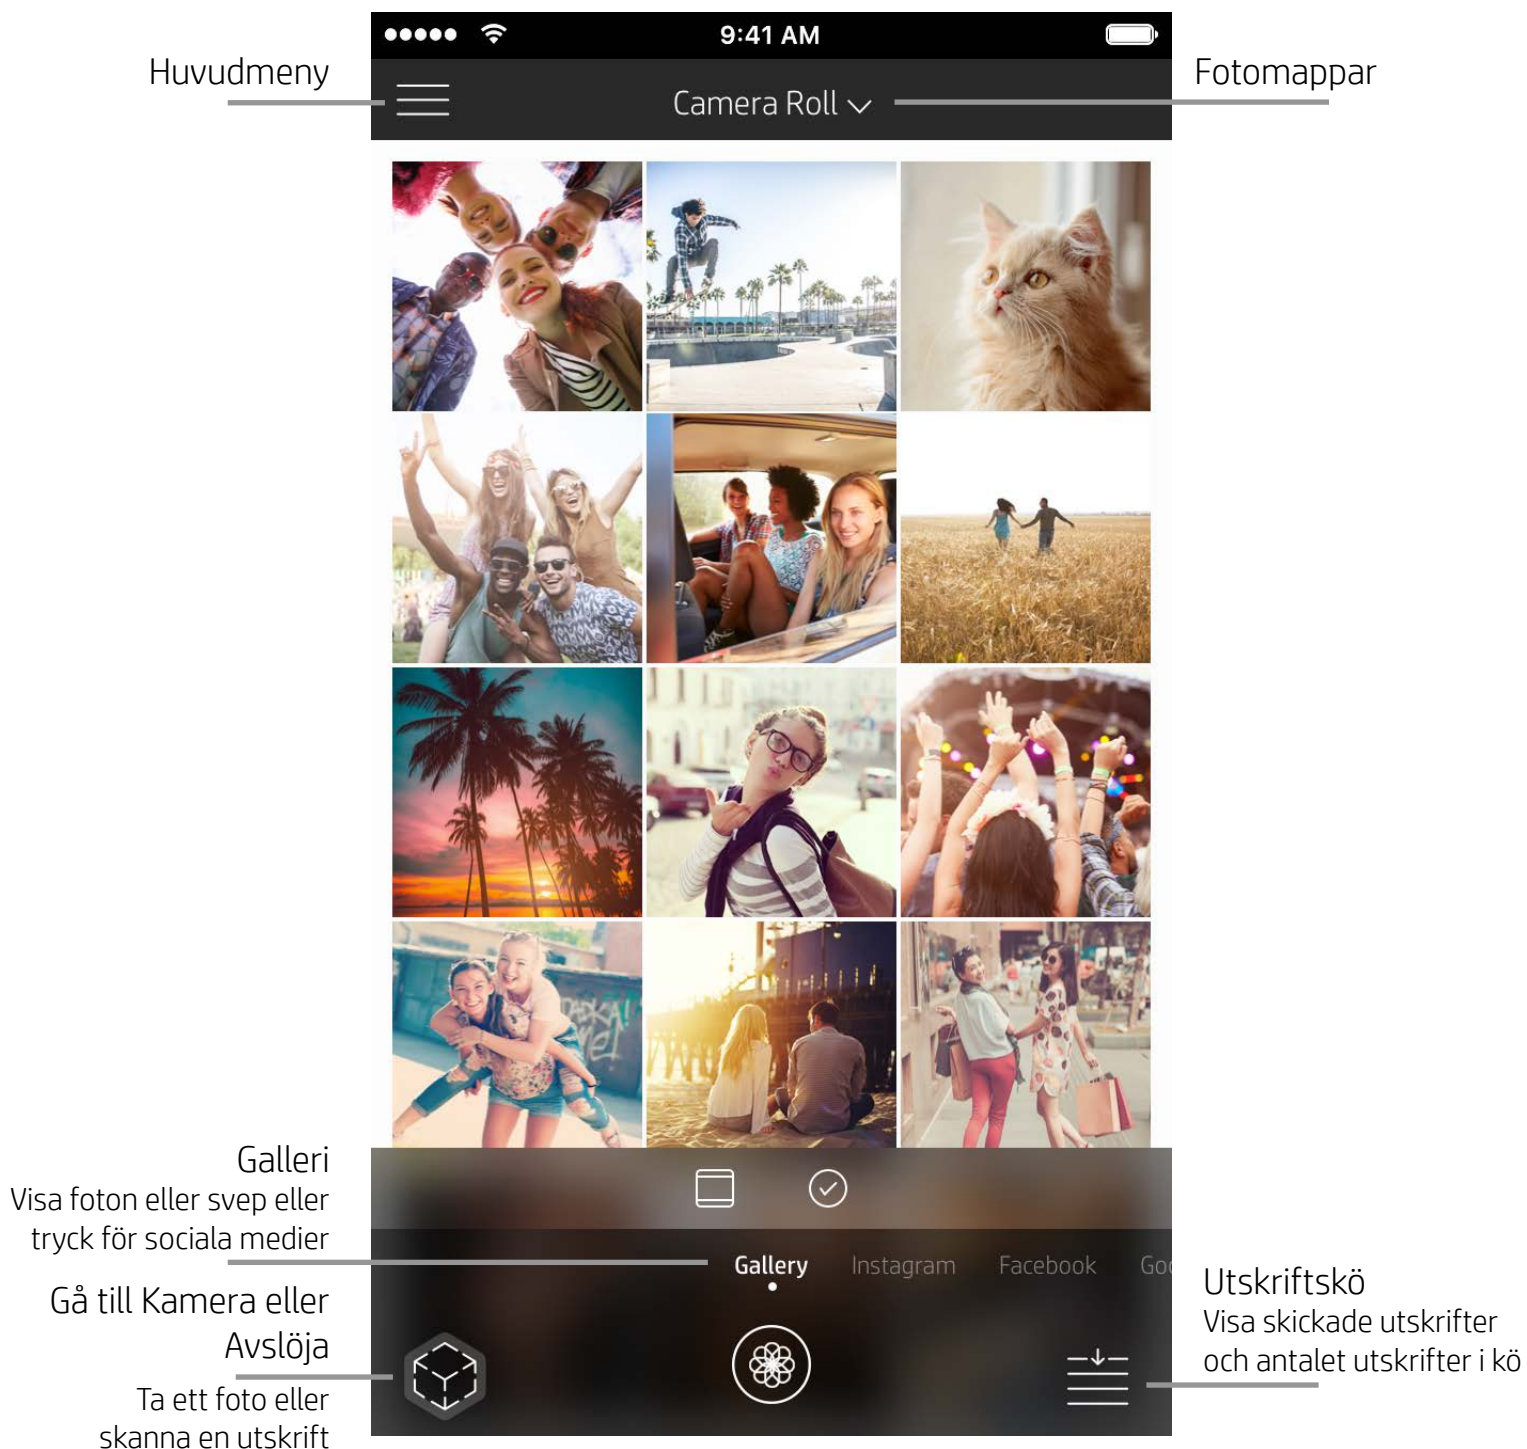 9:41 AM
Huvudmeny
Camera Roll
Fotomappar
Galleri
Visa foton eller svep eller
tryck för sociala medier
Gallery Instagram Facebook Goo
Gå till Kamera eller
Avslöja
Ta ett foto eller
skanna en utskrift
Utskriftskö
Visa skickade utskrifter
och antalet utskrifter i kö